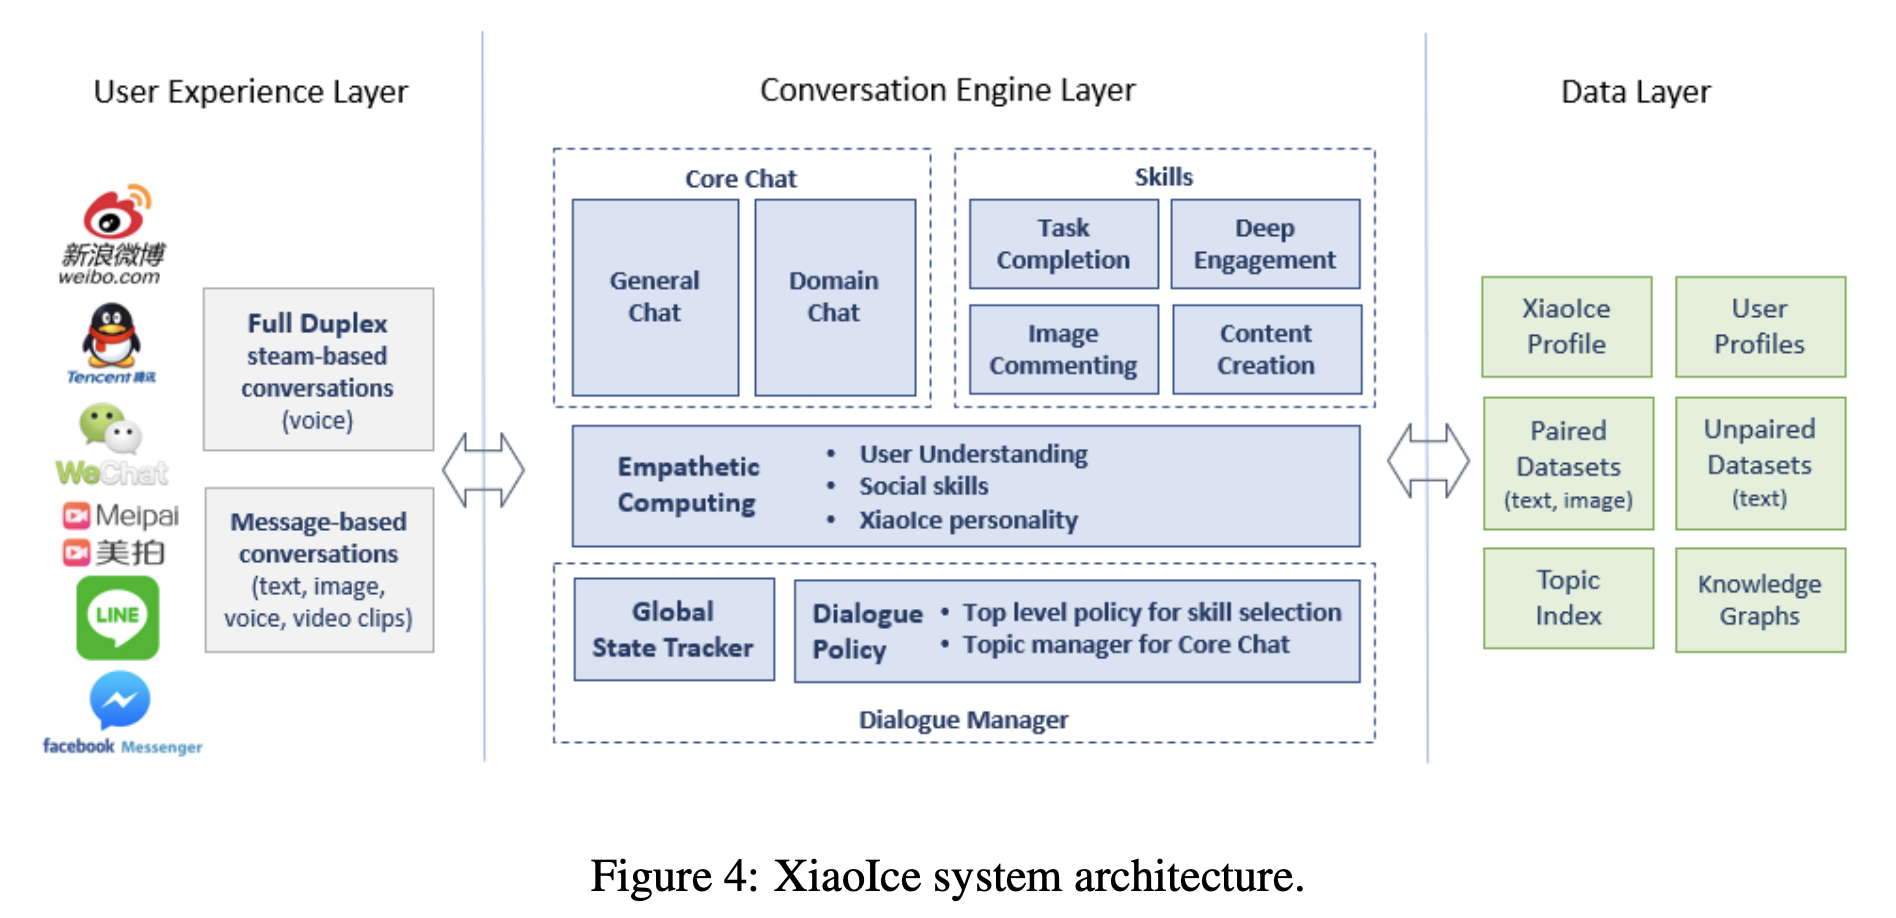 User Experience Layer
Conversation Engine Layer
Data Layer
新浪微博
weibo.com
Tencent 腾讯
WeChat
Meipai
美拍
LINE
facebook Messenger
Full Duplex
steam-based
conversations
(voice)
Message-based
conversations
(text, image,
voice, video clips)
Core Chat
General
Chat
Domain
Chat
Skills
Task
Completion
Deep
Engagement
Image
Commenting
Content
Creation
Empathetic
Computing
• User Understanding
• Social skills
• XiaoIce personality
Global
State Tracker
Dialogue
Policy
• Top level policy for skill selection
• Topic manager for Core Chat
Dialogue Manager
XiaoIce
Profile
User
Profiles
Paired
Datasets
(text, image)
Unpaired
Datasets
(text)
Topic
Index
Knowledge
Graphs
Figure 4: XiaoIce system architecture.